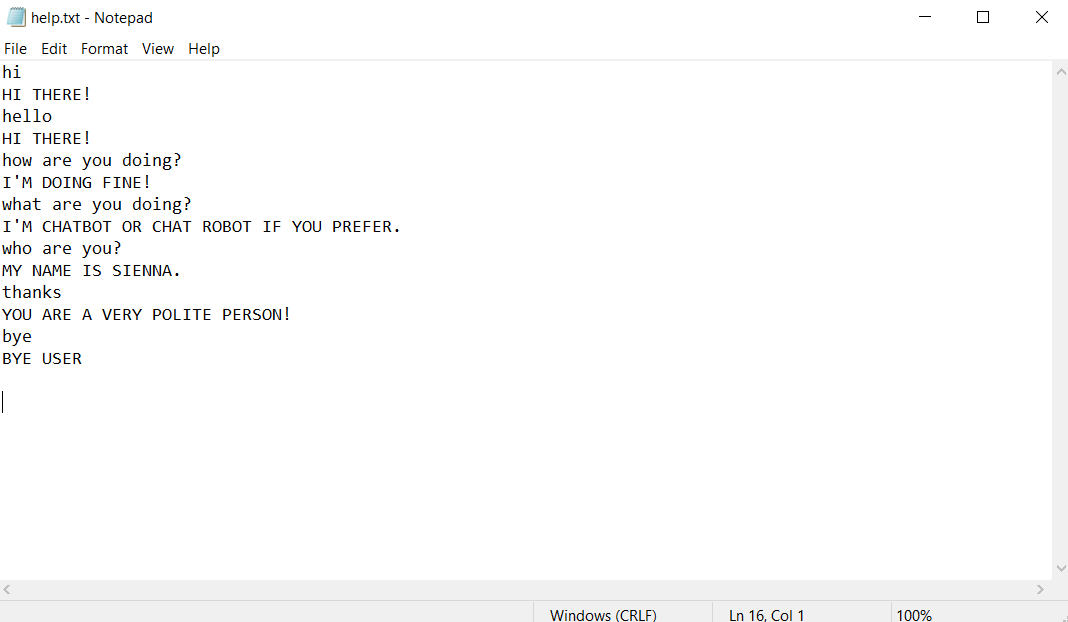 help.txt - Notepad
File Edit Format View Help
hi
HI THERE!
hello
HI THERE!
how are you doing?
I'M DOING FINE!
what are you doing?
I'M CHATBOT OR CHAT ROBOT IF YOU PREFER.
who are you?
MY NAME IS SIENNA.
thanks
YOU ARE A VERY POLITE PERSON!
bye
BYE USER
Windows (CRLF) Ln 16, Col 1 100%